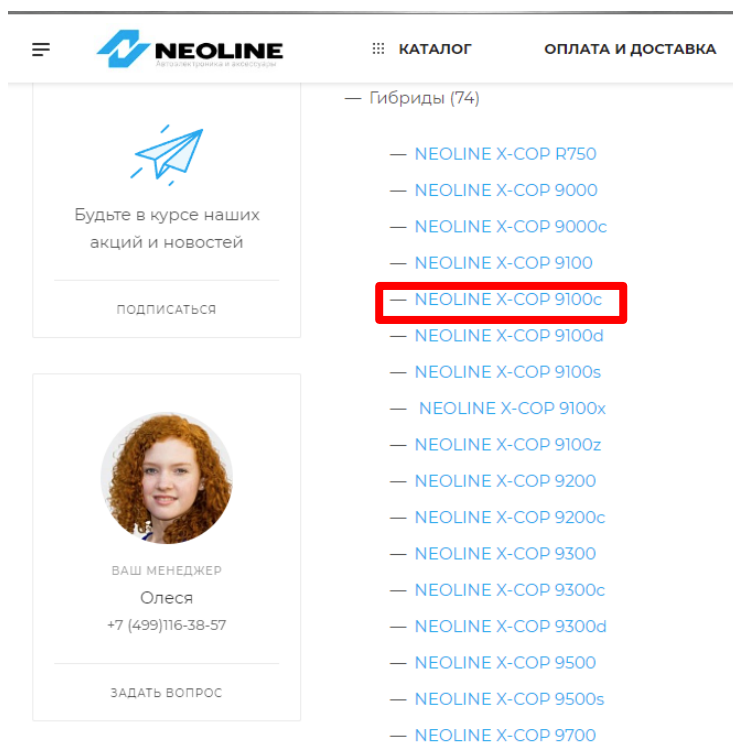 NEOLINE
Автоэлектроника и аксессуары
КАТАЛОГ
ОПЛАТА И ДОСТАВКА
Будьте в курсе наших
акций и новостей
ПОДПИСАТЬСЯ
ВАШ МЕНЕДЖЕР
Олеся
+7 (499)116-38-57
ЗАДАТЬ ВОПРОС
— Гибриды (74)
— NEOLINE X-COP R750
— NEOLINE X-COP 9000
— NEOLINE X-COP 9000c
— NEOLINE X-COP 9100
— NEOLINE X-COP 9100c
— NEOLINE X-COP 9100d
— NEOLINE X-COP 9100s
— NEOLINE X-COP 9100x
— NEOLINE X-COP 9100z
— NEOLINE X-COP 9200
— NEOLINE X-COP 9200c
— NEOLINE X-COP 9300
— NEOLINE X-COP 9300c
— NEOLINE X-COP 9300d
— NEOLINE X-COP 9500
— NEOLINE X-COP 9500s
— NEOLINE X-COP 9700